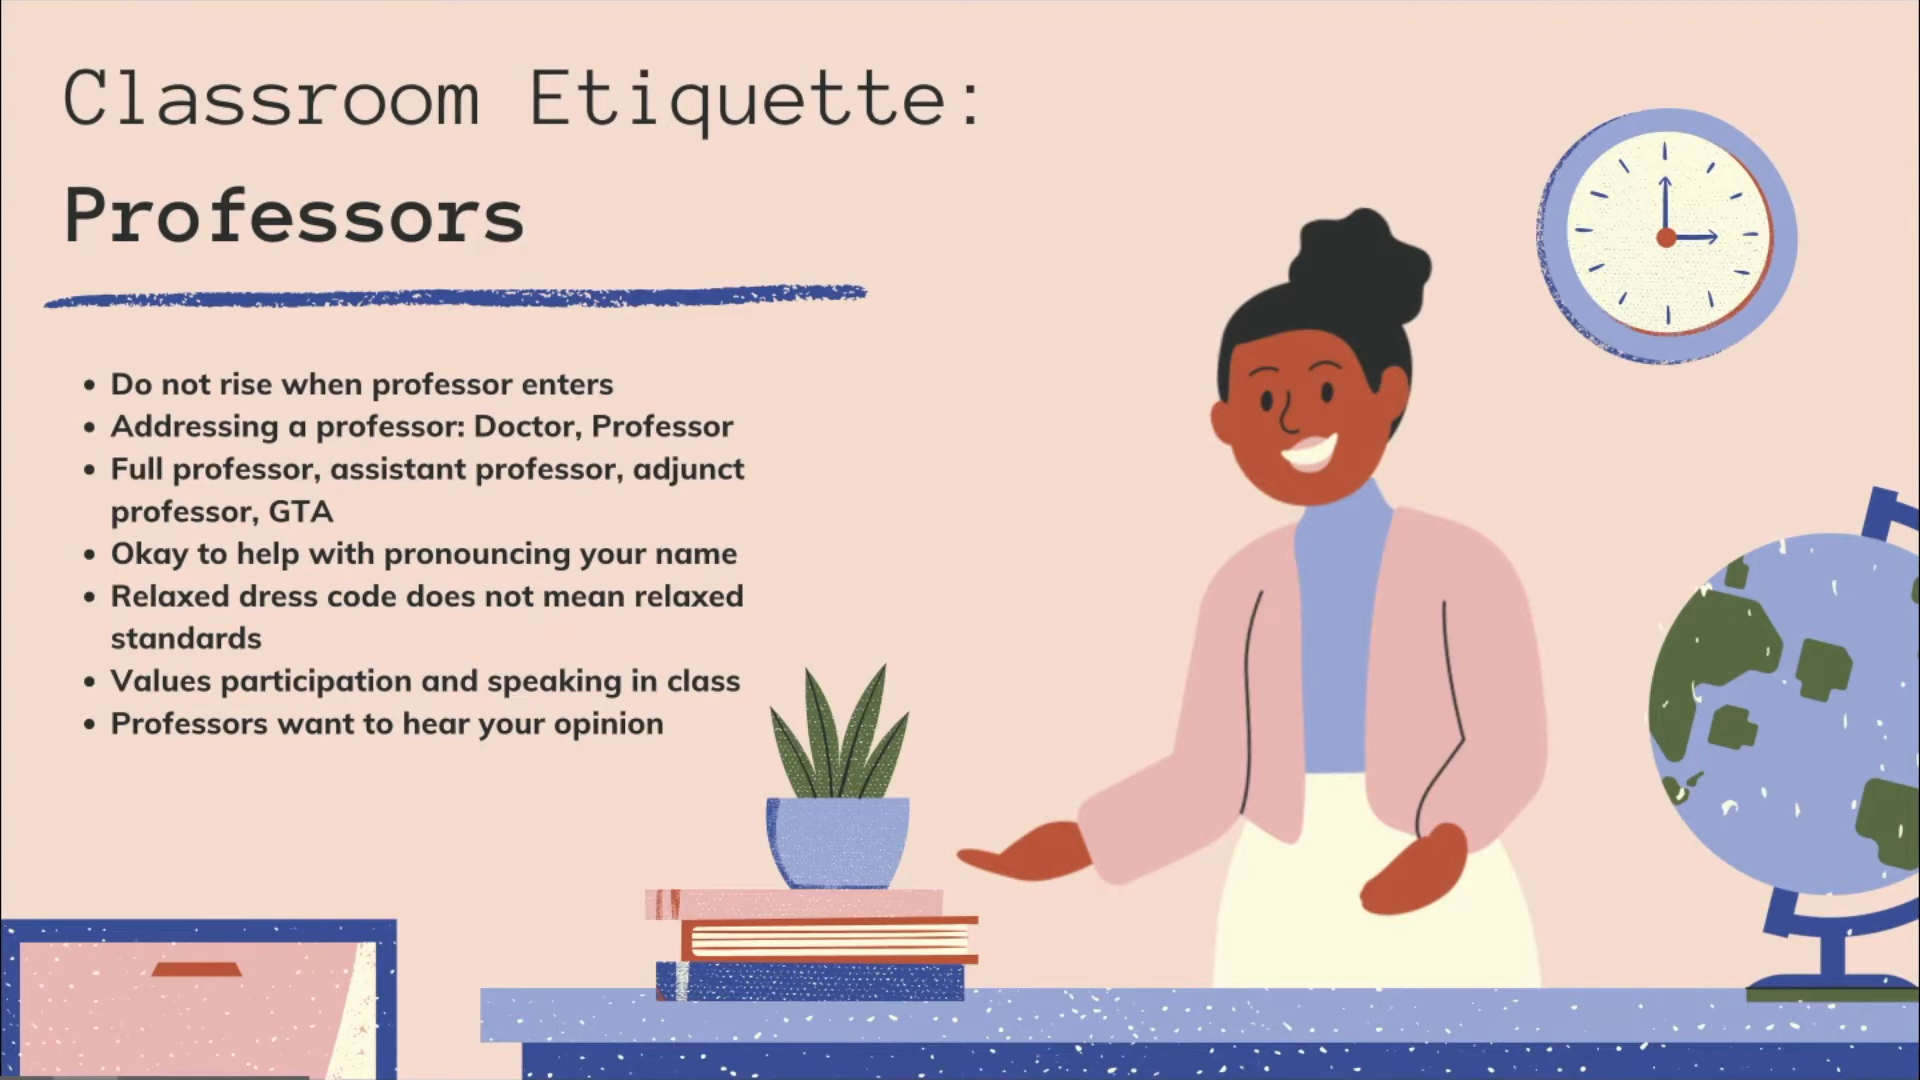 Classroom Etiquette:
Professors
• Do not rise when professor enters
• Addressing a professor: Doctor, Professor
• Full professor, assistant professor, adjunct
professor, GTA
• Okay to help with pronouncing your name
• Relaxed dress code does not mean relaxed
standards
• Values participation and speaking in class
• Professors want to hear your opinion